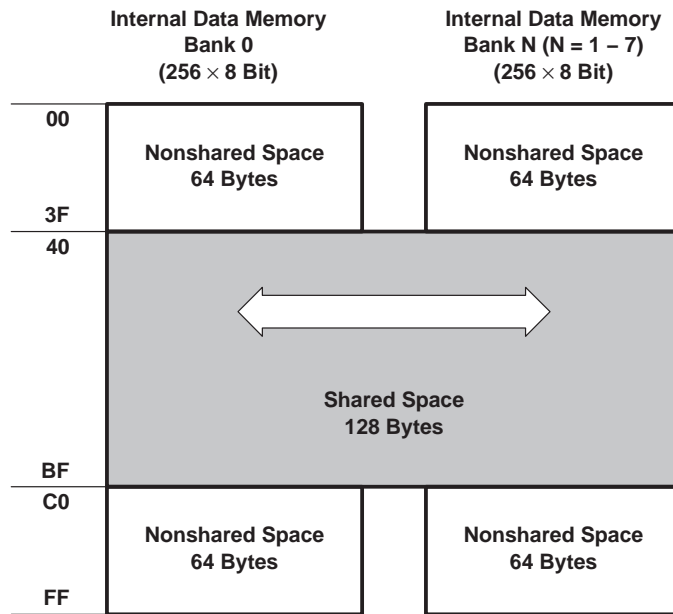 Internal Data Memory
Bank 0
(256 × 8 Bit)
Internal Data Memory
Bank N (N = 1 – 7)
(256 × 8 Bit)
00
Nonshared Space
64 Bytes
Nonshared Space
64 Bytes
3F
40
Shared Space
128 Bytes
BF
C0
Nonshared Space
64 Bytes
Nonshared Space
64 Bytes
FF